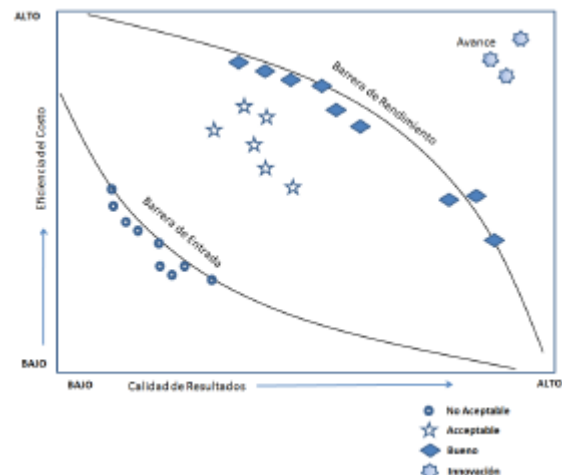 ALTO
Avance
Barrera de Rendimiento
Eficiencia del Costo
Barrera de Entrada
BAJO
BAJO
Calidad de Resultados
ALTO
No Aceptable
Acceptable
Bueno
Innovación